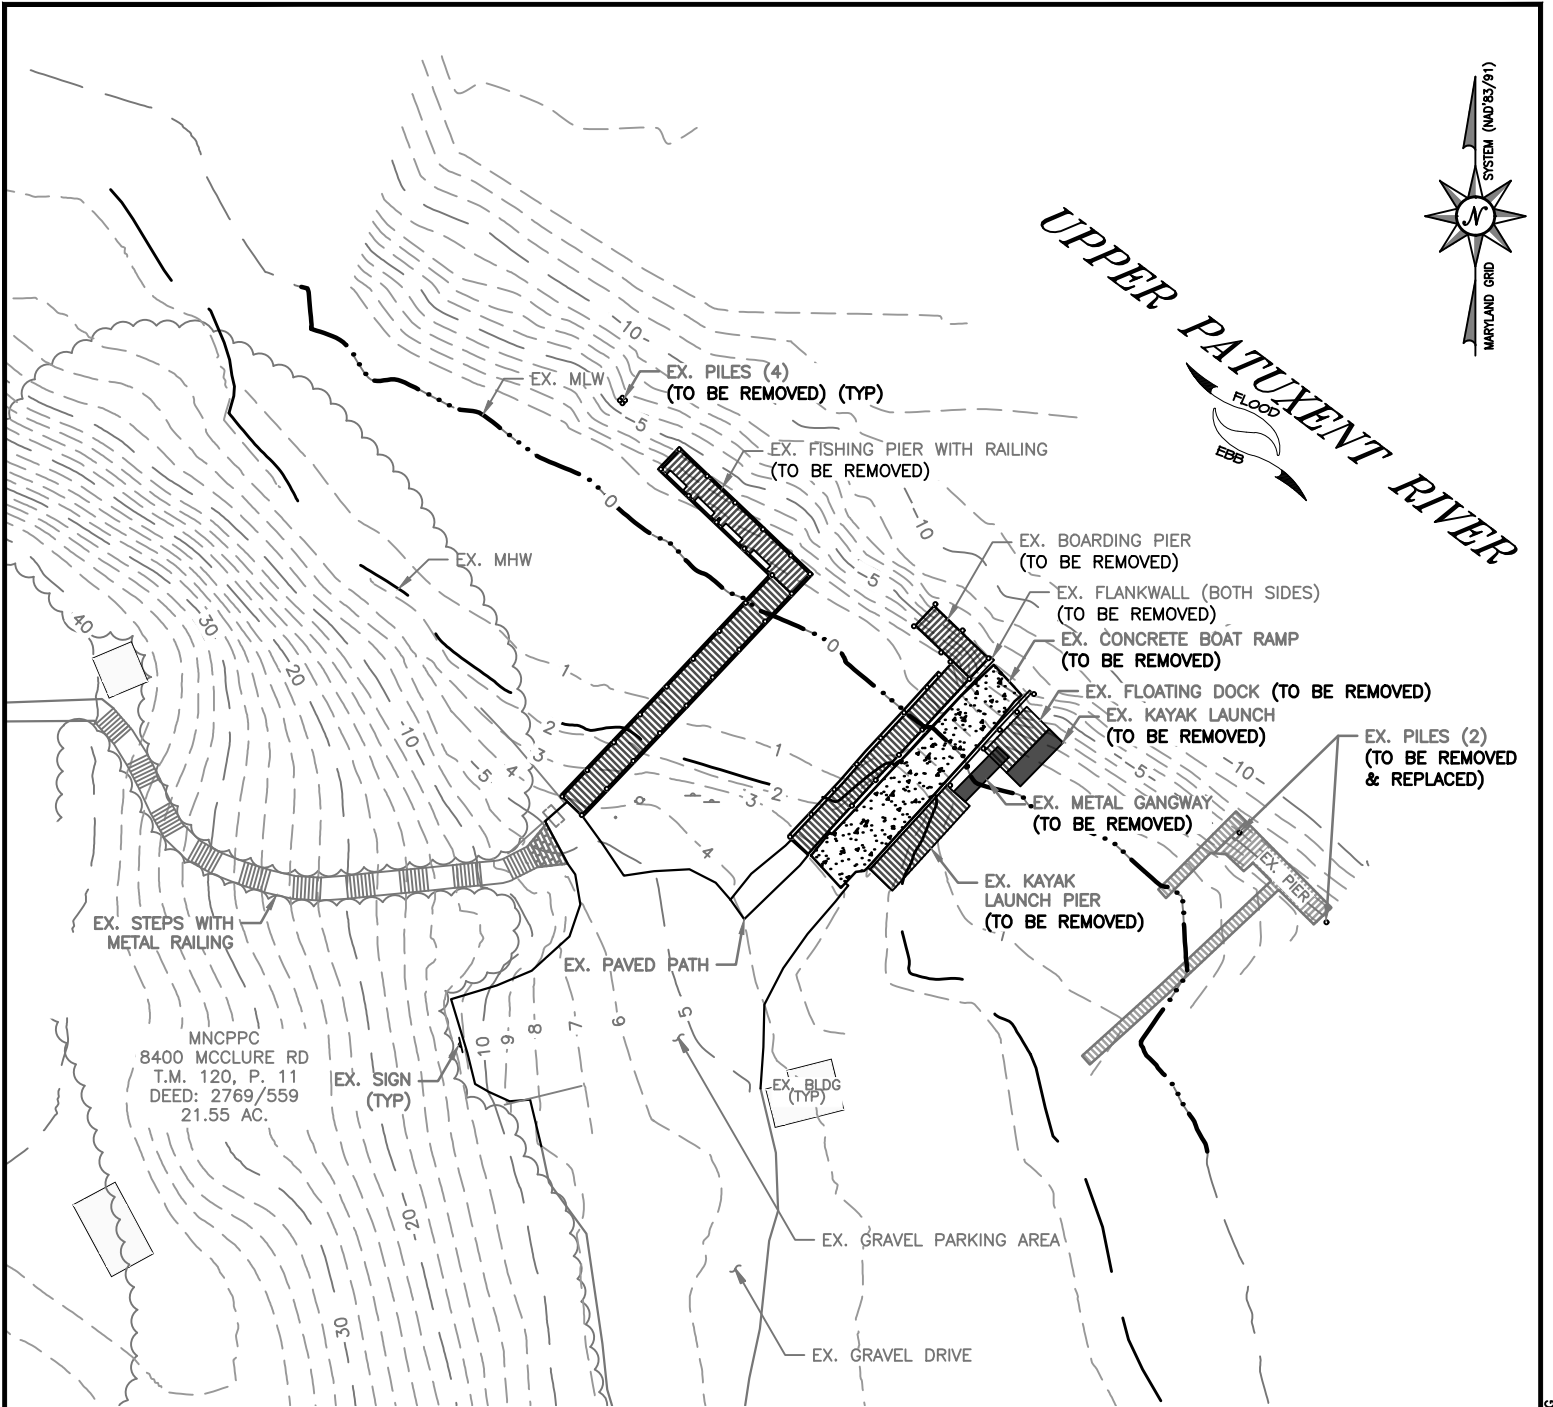 SYSTEM (NAD'83/91)
N
MARYLAND GRID
UPPER PATUXENT RIVER
FLOOD
EBB
-10-
EX. MLW
EX. PILES (4)
(TO BE REMOVED) (TYP)
-5
EX. FISHING PIER WITH RAILING
(TO BE REMOVED)
0
-10
EX. BOARDING PIER
(TO BE REMOVED)
EX. MHW
-5
EX. FLANKWALL (BOTH SIDES)
(TO BE REMOVED)
40
30
0
EX. CONCRETE BOAT RAMP
(TO BE REMOVED)
20
1
EX. FLOATING DOCK (TO BE REMOVED)
EX. KAYAK LAUNCH
(TO BE REMOVED)
10
2
1
EX. PILES (2)
(TO BE REMOVED
& REPLACED)
3
4
5
-5-
-10-
3
2
EX. METAL GANGWAY
(TO BE REMOVED)
4
EX. PIER
EX. KAYAK
LAUNCH PIER
(TO BE REMOVED)
EX. STEPS WITH
METAL RAILING
EX. PAVED PATH
10
9
8
7
6
5
MNCPPC
8400 MCCLURE RD
T.M. 120, P. 11
DEED: 2769/559
21.55 AC.
EX. SIGN
(TYP)
EX. BLDG
(TYP)
20
EX. GRAVEL PARKING AREA
30
EX. GRAVEL DRIVE